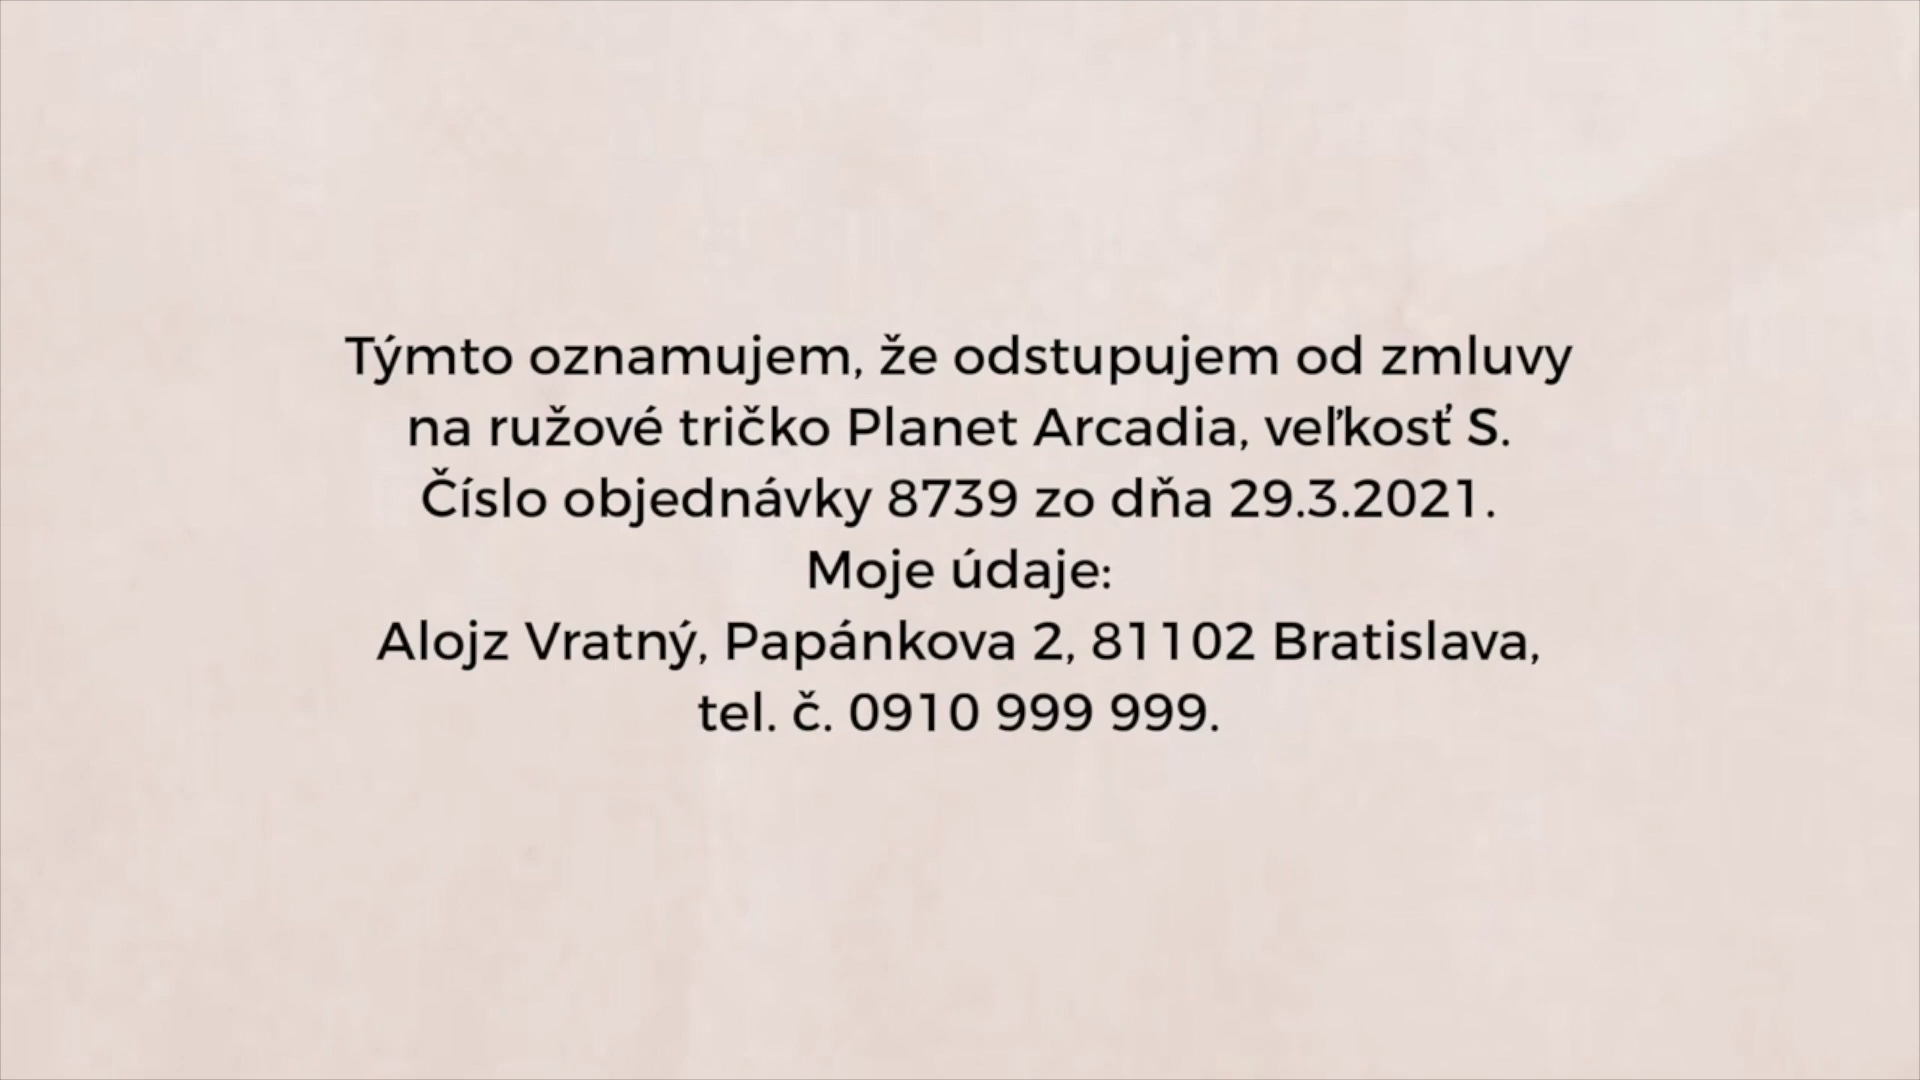 Týmto oznamujem, že odstupujem od zmluvy
na ružové tričko Planet Arcadia, veľkosť S.
Číslo objednávky 8739 zo dňa 29.3.2021.
Moje údaje:
Alojz Vratný, Papánkova 2, 81102 Bratislava,
tel. č. 0910 999 999.